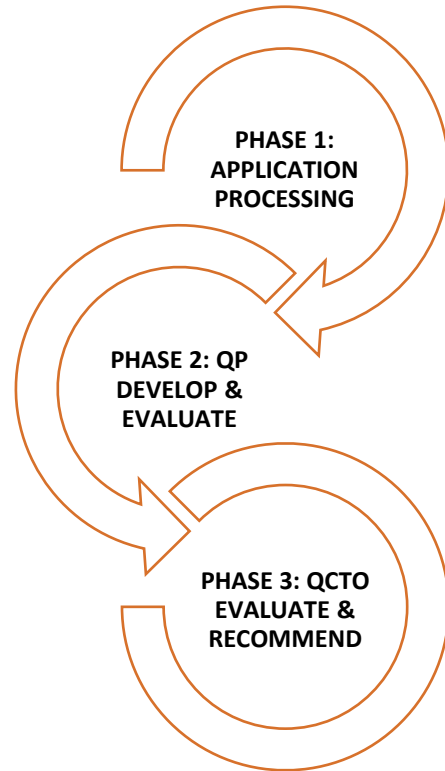 PHASE 1:
APPLICATION
PROCESSING
PHASE 2: QP
DEVELOP &
EVALUATE
PHASE 3: QCTO
EVALUATE &
RECOMMEND